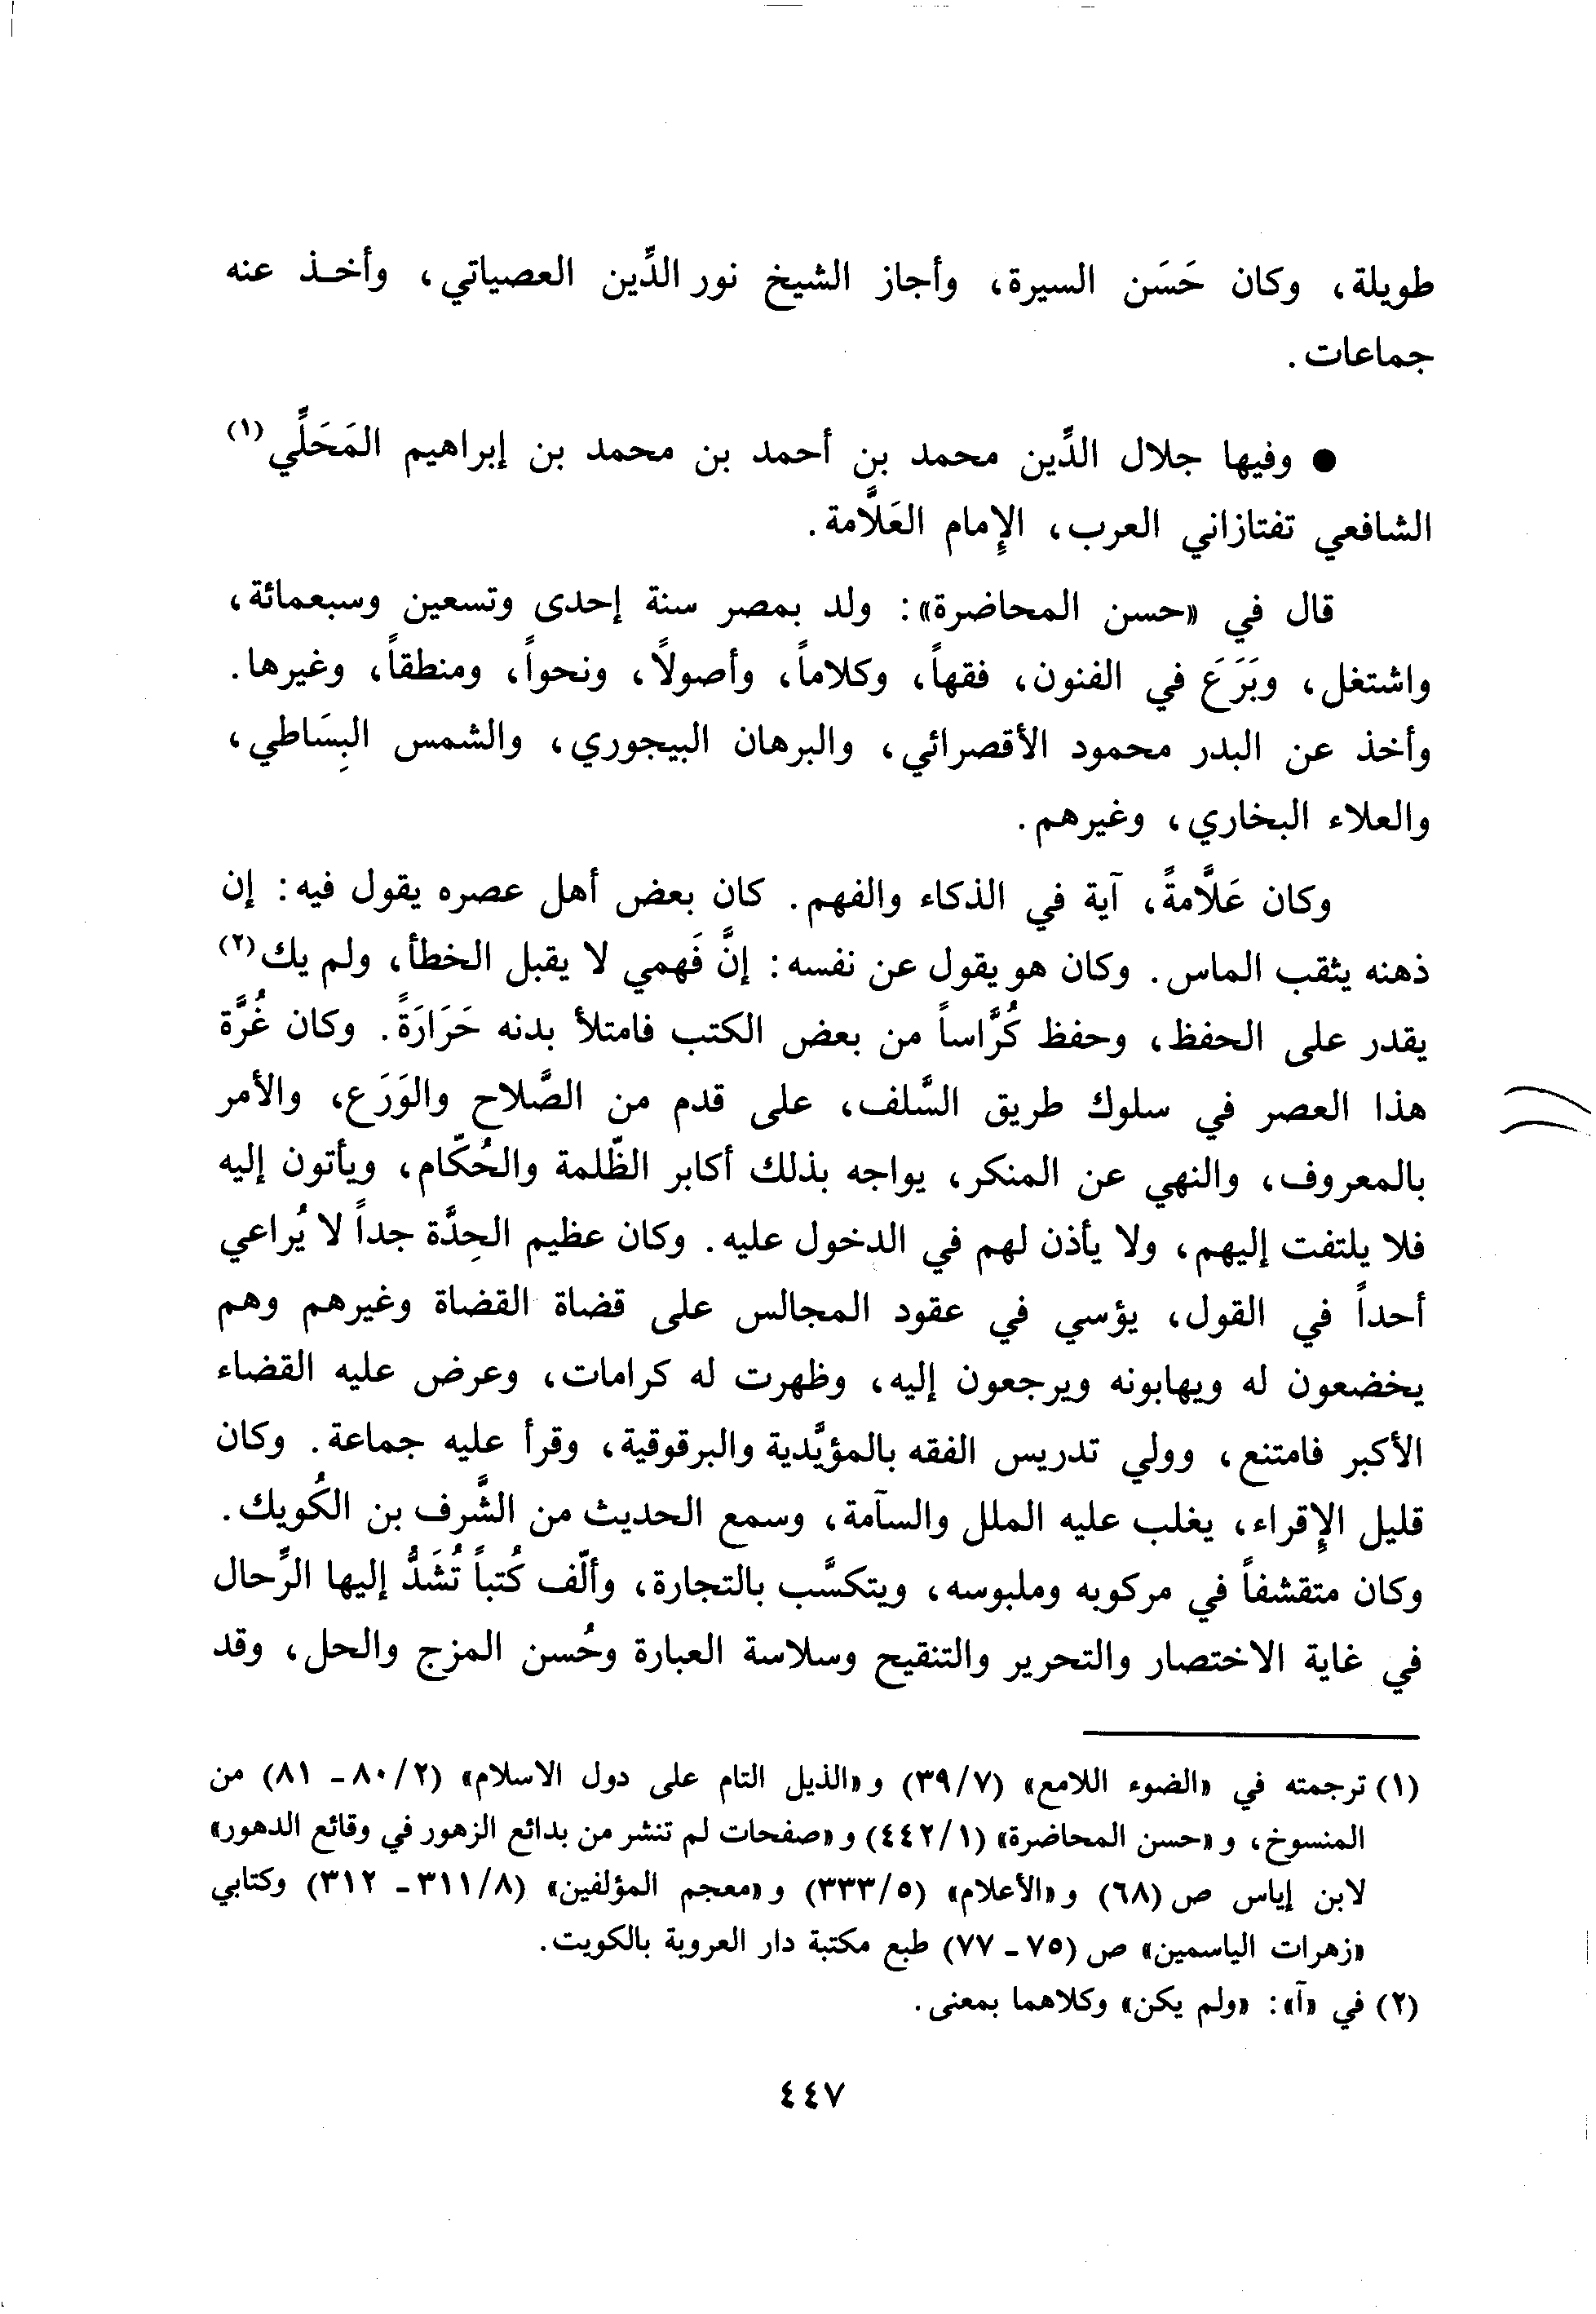 طويلة، وكان حَسَن السيرة، وأجاز الشيخ نور الدِّين العصياتي، وأخـذ عنه
جماعات.
● وفيها جلال الدِّين محمد بن أحمد بن محمد بن إبراهيم المَحَلِّي(١)
الشافعي تفتازاني العرب، الإِمام العَلَّامة.
قال في «حسن المحاضرة»: ولد بمصر سنة إحدى وتسعين وسبعمائة،
واشتغل، وبَرَعَ في الفنون، فقهاً، وكلاماً، وأصولاً، ونحواً، ومنطقاً، وغيرها.
وأخذ عن البدر محمود الأقصرائي، والبرهان البيجوري، والشمس البِسَاطي،
والعلاء البخاري، وغيرهم.
وكان عَلَّامةً، آية في الذكاء والفهم. كان بعض أهل عصره يقول فيه: إن
ذهنه يثقب الماس. وكان هو يقول عن نفسه: إنَّ فَهمي لا يقبل الخطأ، ولم يك(٢)
يقدر على الحفظ، وحفظ كُرَّاساً من بعض الكتب فامتلأ بدنه حَرَارَةً. وكان غُرَّة
هذا العصر في سلوك طريق السَّلف، على قدم من الصَّلاح والوَرَع، والأمر
بالمعروف، والنهي عن المنكر، يواجه بذلك أكابر الظّلمة والحُكّام، ويأتون إليه
فلا يلتفت إليهم، ولا يأذن لهم في الدخول عليه. وكان عظيم الحِدَّة جداً لا يُراعي
أحداً في القول، يؤسي في عقود المجالس على قضاة القضاة وغيرهم وهم
يخضعون له ويهابونه ويرجعون إليه، وظهرت له كرامات، وعرض عليه القضاء
الأكبر فامتنع، وولي تدريس الفقه بالمؤيَّدية والبرقوقية، وقرأ عليه جماعة. وكان
قليل الإِقراء، يغلب عليه الملل والسآمة، وسمع الحديث من الشَّرف بن الكُويك.
وكان متقشفاً في مركوبه وملبوسه، ويتكسَّب بالتجارة، وألّف كُتباً تُشَدُّ إليها الرِّحال
في غاية الاختصار والتحرير والتنقيح وسلاسة العبارة وحُسن المزج والحل، وقد
(١) ترجمته في «الضوء اللامع» (٣٩/٧) و «الذيل التام على دول الاسلام» (٨٠/٢ - ٨١) من
المنسوخ، و «حسن المحاضرة» (٤٤٢/١) و «صفحات لم تنشر من بدائع الزهور في وقائع الدهور»
لابن إياس ص (٦٨) و «الأعلام» (٣٣٣/٥) و «معجم المؤلفين» (٣١١/٨ - ٣١٢) وكتابي
«زهرات الياسمين» ص (٧٥ - ٧٧) طبع مكتبة دار العروبة بالكويت.
(٢) في «آ»: «ولم يكن» وكلاهما بمعنى.
٤٤٧